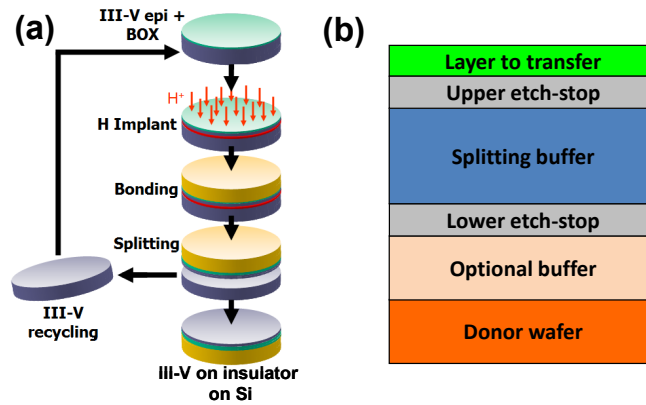 (a)
III-V epi +
BOX
H+
H Implant
Bonding
Splitting
III-V
recycling
III-V on insulator
on Si
(b)
Layer to transfer
Upper etch-stop
Splitting buffer
Lower etch-stop
Optional buffer
Donor wafer